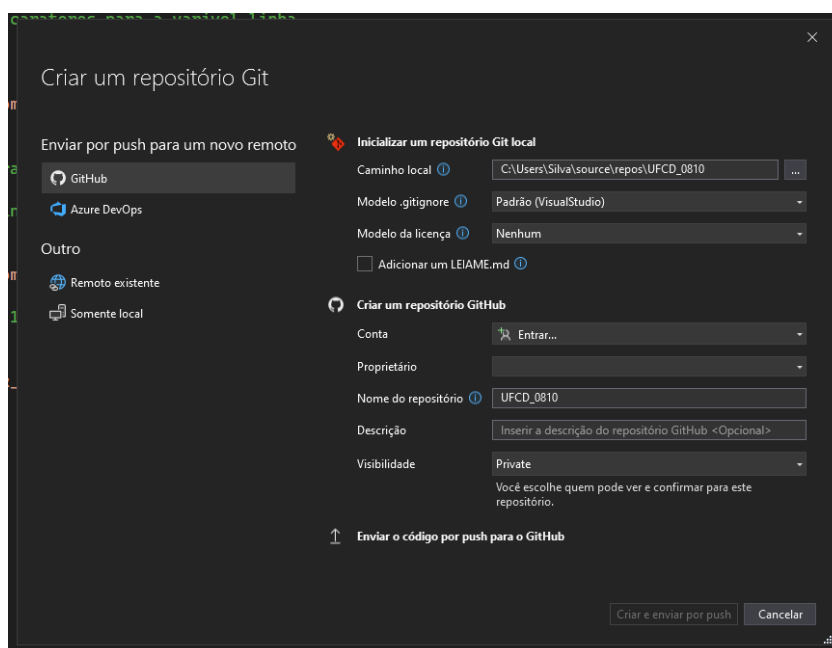 caratores para a varivel linha
Criar um repositório Git
Enviar por push para um novo remoto
GitHub
Azure DevOps
Outro
Remoto existente
Somente local
Inicializar um repositório Git local
Caminho local C:\Users\Silva\source\repos\UFCD_0810 ...
Modelo .gitignore Padrão (VisualStudio)
Modelo da licença Nenhum
Adicionar um LEIAME.md
Criar um repositório GitHub
Conta Entrar...
Proprietário
Nome do repositório UFCD_0810
Descrição Inserir a descrição do repositório GitHub <Opcional>
Visibilidade Private
Você escolhe quem pode ver e confirmar para este
repositório.
Enviar o código por push para o GitHub
Criar e enviar por push Cancelar